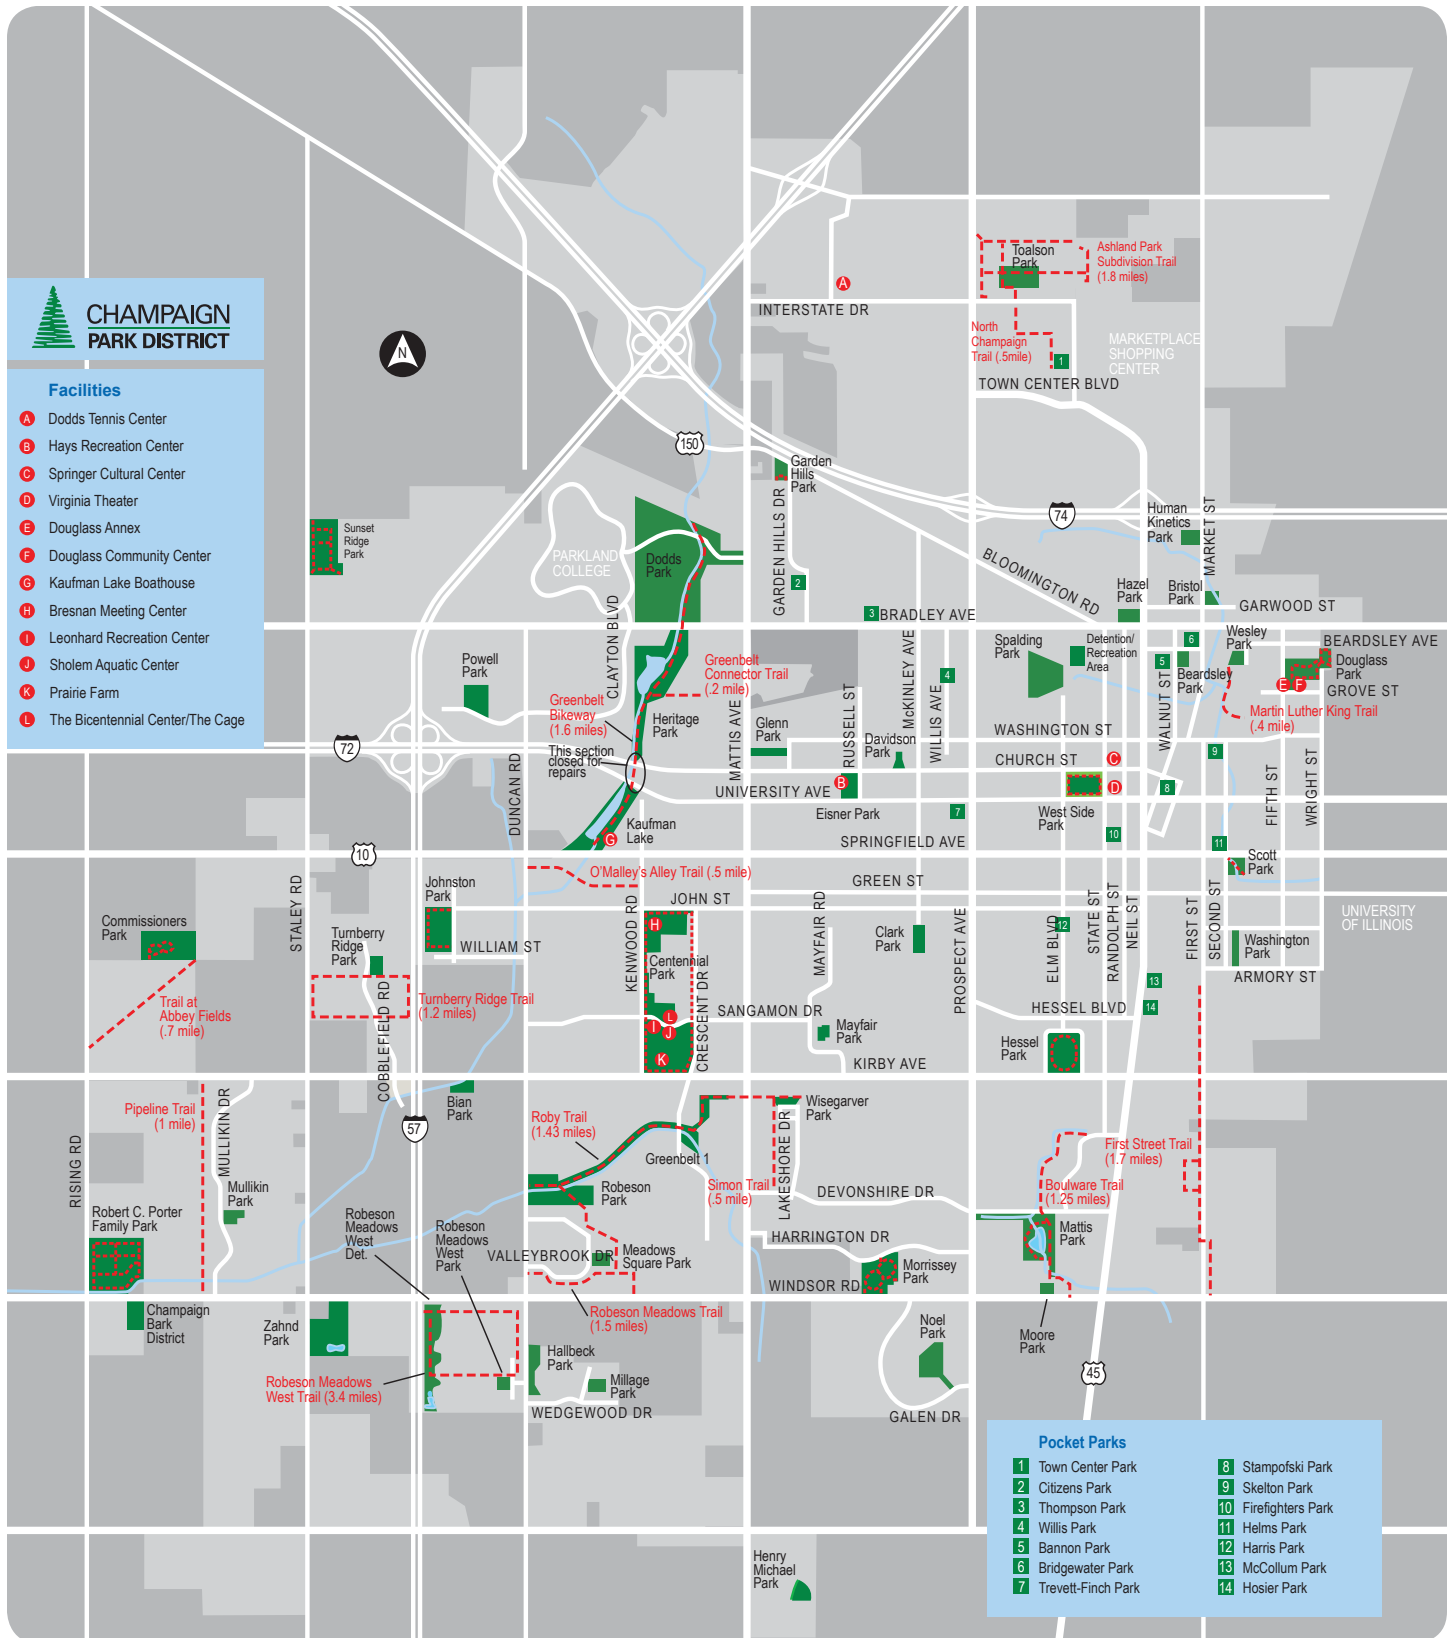 CHAMPAIGN
PARK DISTRICT
Facilities
A Dodds Tennis Center
B Hays Recreation Center
C Springer Cultural Center
D Virginia Theater
E Douglass Annex
F Douglass Community Center
G Kaufman Lake Boathouse
H Bresnan Meeting Center
I Leonhard Recreation Center
J Sholem Aquatic Center
K Prairie Farm
L The Bicentennial Center/The Cage
N
A
INTERSTATE DR
Toalson
Park
Ashland Park
Subdivision Trail
(1.8 miles)
North
Champaign
Trail (.5mile)
1
MARKETPLACE
SHOPPING
CENTER
TOWN CENTER BLVD
150
Garden
Hills
Park
GARDEN HILLS DR
74
Human
Kinetics
Park
MARKET ST
Sunset
Ridge
Park
PARKLAND
COLLEGE
Dodds
Park
2
3
BRADLEY AVE
BLOOMINGTON RD
Hazel
Park
Bristol
Park
GARWOOD ST
CLAYTON BLVD
Powell
Park
Greenbelt
Connector Trail
(.2 mile)
Greenbelt
Bikeway
(1.6 miles)
Heritage
Park
This section
closed for
repairs
MATTIS AVE
Glenn
Park
RUSSELL ST
McKINLEY AVE
WILLIS AVE
4
Davidson
Park
Spalding
Park
Detention/
Recreation
Area
6
5
Beardsley
Park
WALNUT ST
Wesley
Park
BEARDSLEY AVE
Douglass
Park
E
F
GROVE ST
Martin Luther King Trail
(.4 mile)
WASHINGTON ST
CHURCH ST
C
9
72
DUNCAN RD
UNIVERSITY AVE
B
Eisner Park
7
West Side
Park
D
8
FIFTH ST
WRIGHT ST
Kaufman
Lake
G
SPRINGFIELD AVE
10
11
Scott
Park
10
O'Malley's Alley Trail (.5 mile)
GREEN ST
STALEY RD
Johnston
Park
JOHN ST
WILLIAM ST
Commissioners
Park
Turnberry
Ridge
Park
KENWOOD RD
H
Centennial
Park
CRESCENT DR
MAYFAIR RD
Clark
Park
PROSPECT AVE
ELM BLVD
12
STATE ST
RANDOLPH ST
NEIL ST
FIRST ST
SECOND ST
UNIVERSITY
OF ILLINOIS
Washington
Park
ARMORY ST
Trail at
Abbey Fields
(.7 mile)
Turnberry Ridge Trail
(1.2 miles)
COBBLEFIELD RD
L
I
J
K
SANGAMON DR
Mayfair
Park
KIRBY AVE
13
HESSEL BLVD
14
Hessel
Park
Pipeline Trail
(1 mile)
MULLIKIN DR
Bian
Park
57
Roby Trail
(1.43 miles)
Wisegarver
Park
LAKESHORE DR
Greenbelt 1
Simon Trail
(.5 mile)
First Street Trail
(1.7 miles)
RISING RD
Mullikin
Park
Robert C. Porter
Family Park
Robeson
Meadows
West
Det.
Robeson
Meadows
West
Park
Robeson
Park
DEVONSHIRE DR
Boulware Trail
(1.25 miles)
Mattis
Park
HARRINGTON DR
VALLEYBROOK DR
Meadows
Square Park
Morrissey
Park
WINDSOR RD
Champaign
Bark
District
Zahnd
Park
Robeson Meadows Trail
(1.5 miles)
Noel
Park
Moore
Park
Hallbeck
Park
Robeson Meadows
West Trail (3.4 miles)
Millage
Park
WEDGEWOOD DR
GALEN DR
45
Pocket Parks
1 Town Center Park
2 Citizens Park
3 Thompson Park
4 Willis Park
5 Bannon Park
6 Bridgewater Park
7 Trevett-Finch Park
8 Stampofski Park
9 Skelton Park
10 Firefighters Park
11 Helms Park
12 Harris Park
13 McCollum Park
14 Hosier Park
Henry
Michael
Park